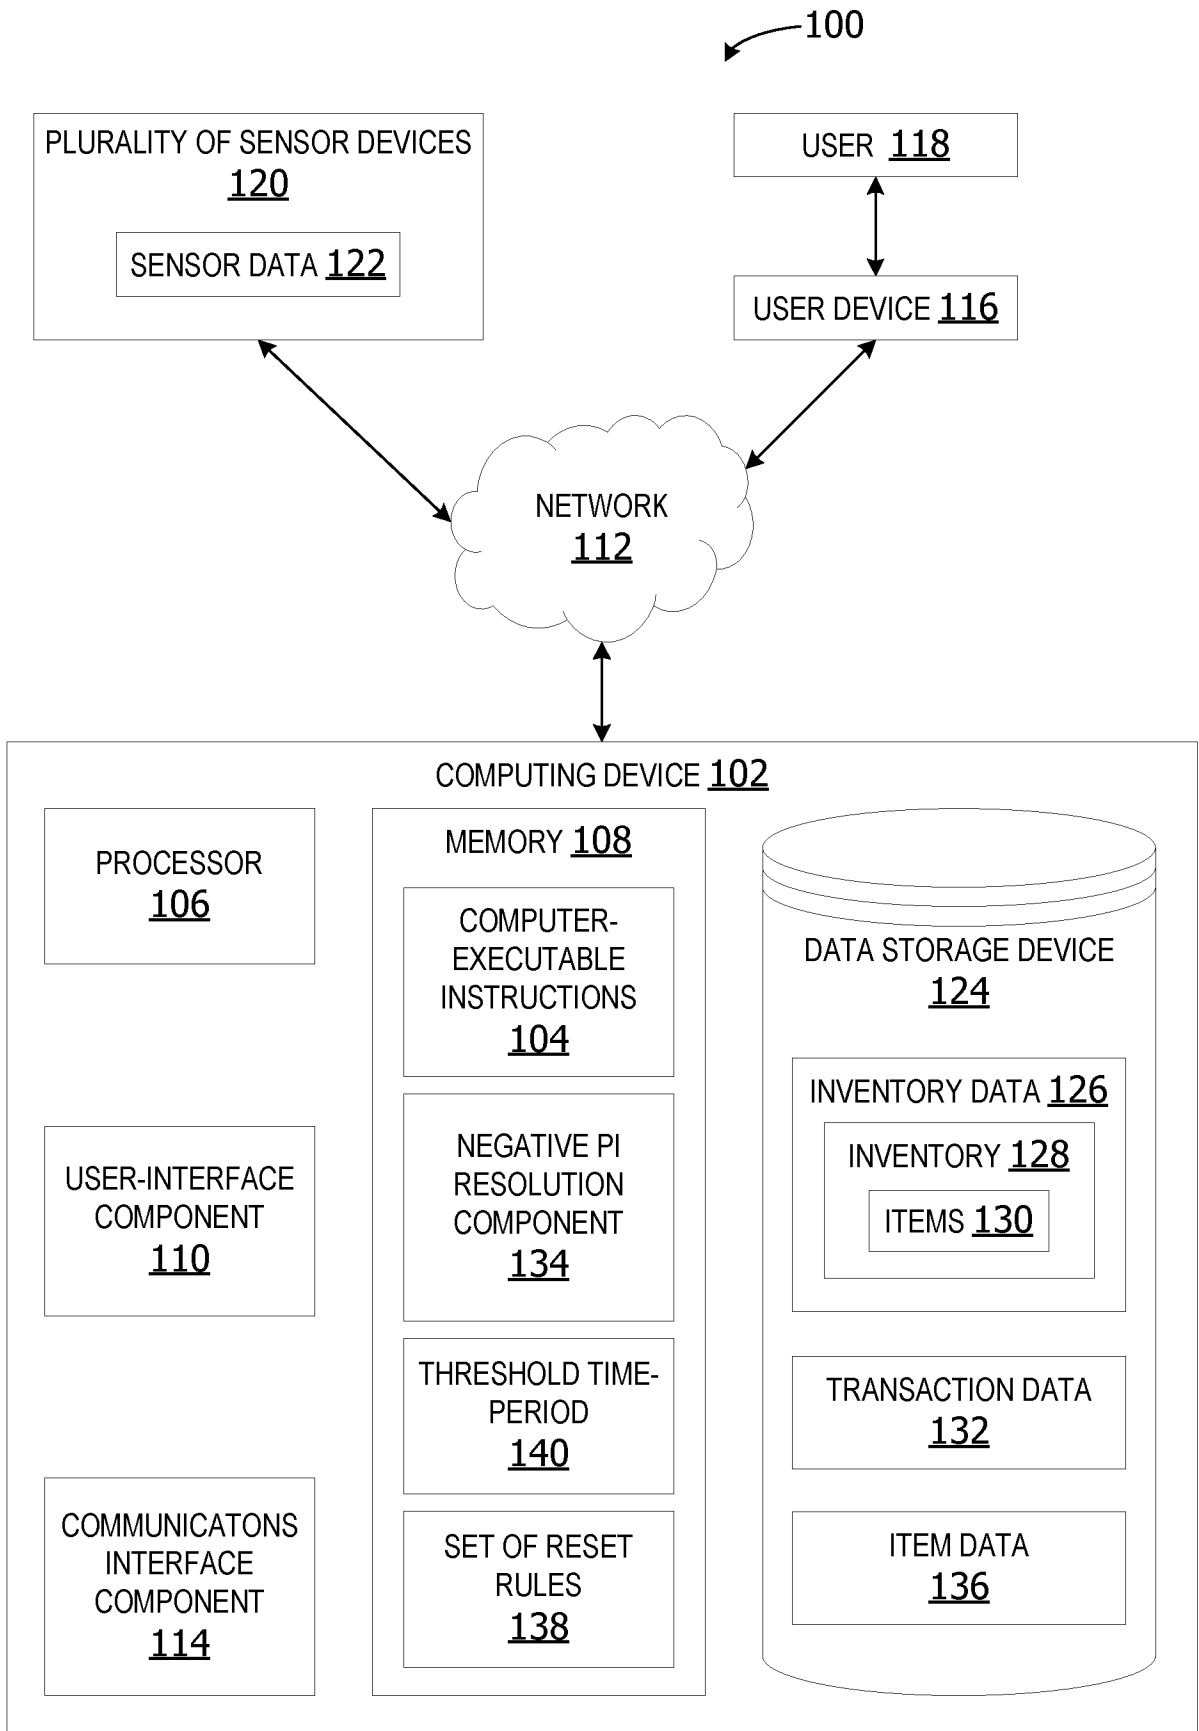 100
PLURALITY OF SENSOR DEVICES
120
SENSOR DATA 122
USER 118
USER DEVICE 116
NETWORK
112
COMPUTING DEVICE 102
PROCESSOR
106
USER-INTERFACE
COMPONENT
110
COMMUNICATONS
INTERFACE
COMPONENT
114
MEMORY 108
COMPUTER-
EXECUTABLE
INSTRUCTIONS
104
NEGATIVE PI
RESOLUTION
COMPONENT
134
THRESHOLD TIME-
PERIOD
140
SET OF RESET
RULES
138
DATA STORAGE DEVICE
124
INVENTORY DATA 126
INVENTORY 128
ITEMS 130
TRANSACTION DATA
132
ITEM DATA
136